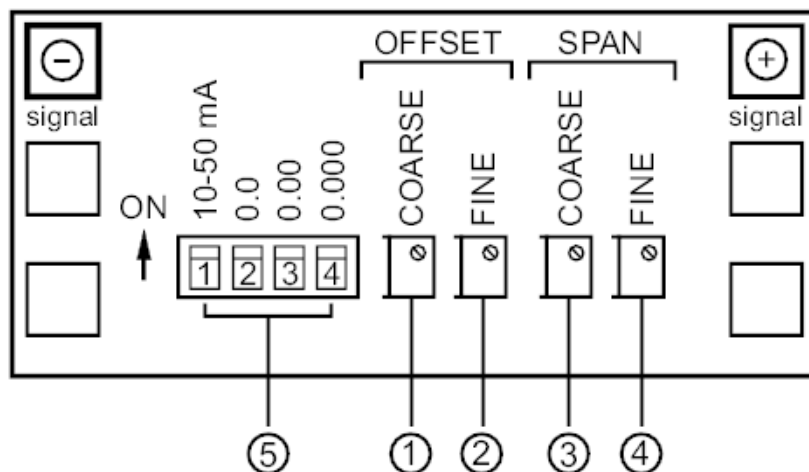 OFFSET SPAN
− +
signal signal
ON
10-50 mA
0.0
0.00
0.000
COARSE
FINE
COARSE
FINE
1 2 3 4
5 1 2 3 4